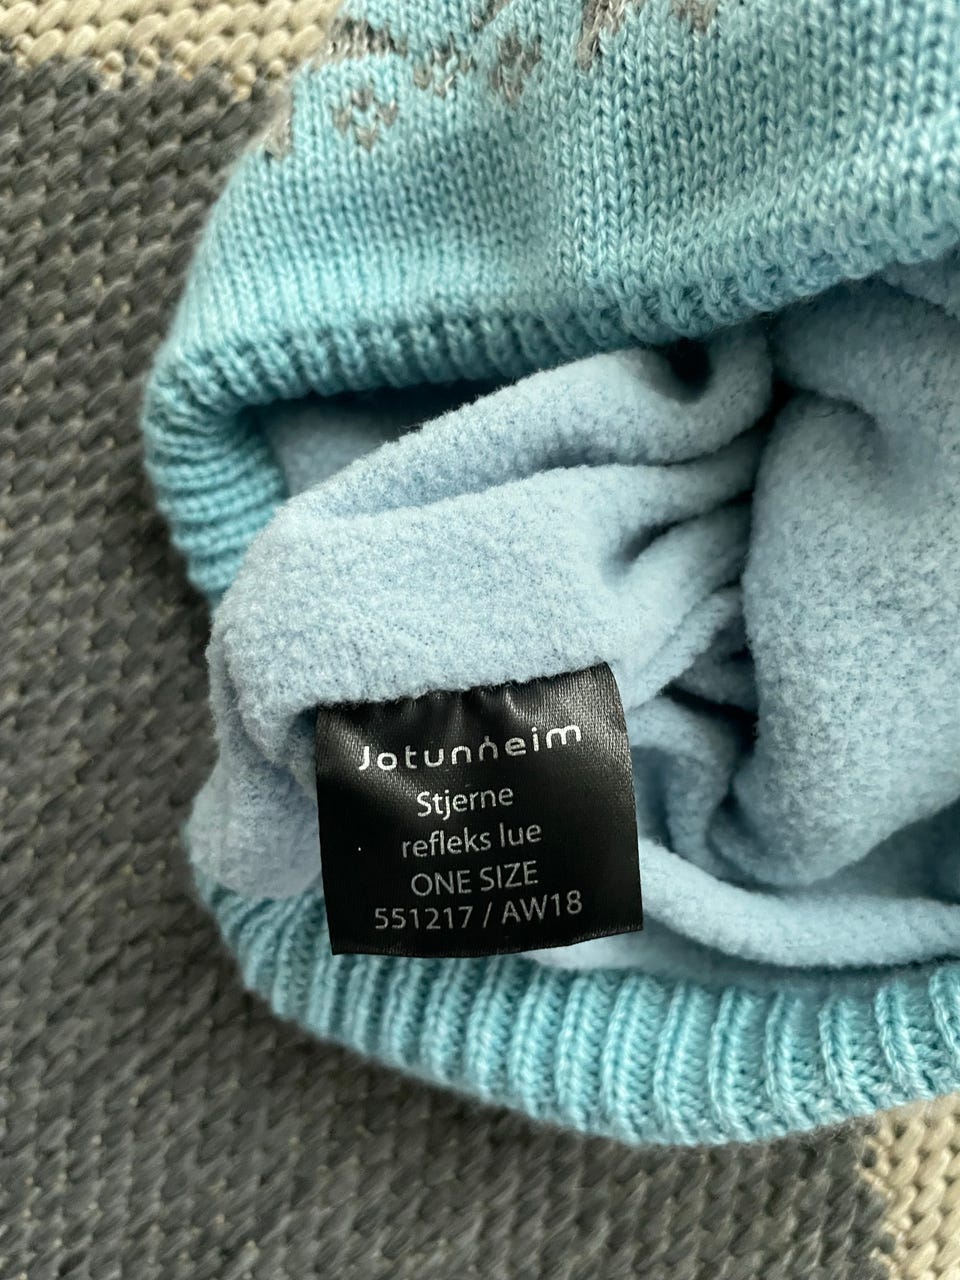 Jotunheim
Stjerne
refleks lue
ONE SIZE
551217 / AW18